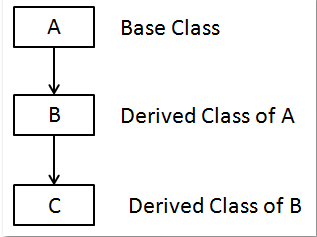 A Base Class
B Derived Class of A
C Derived Class of B